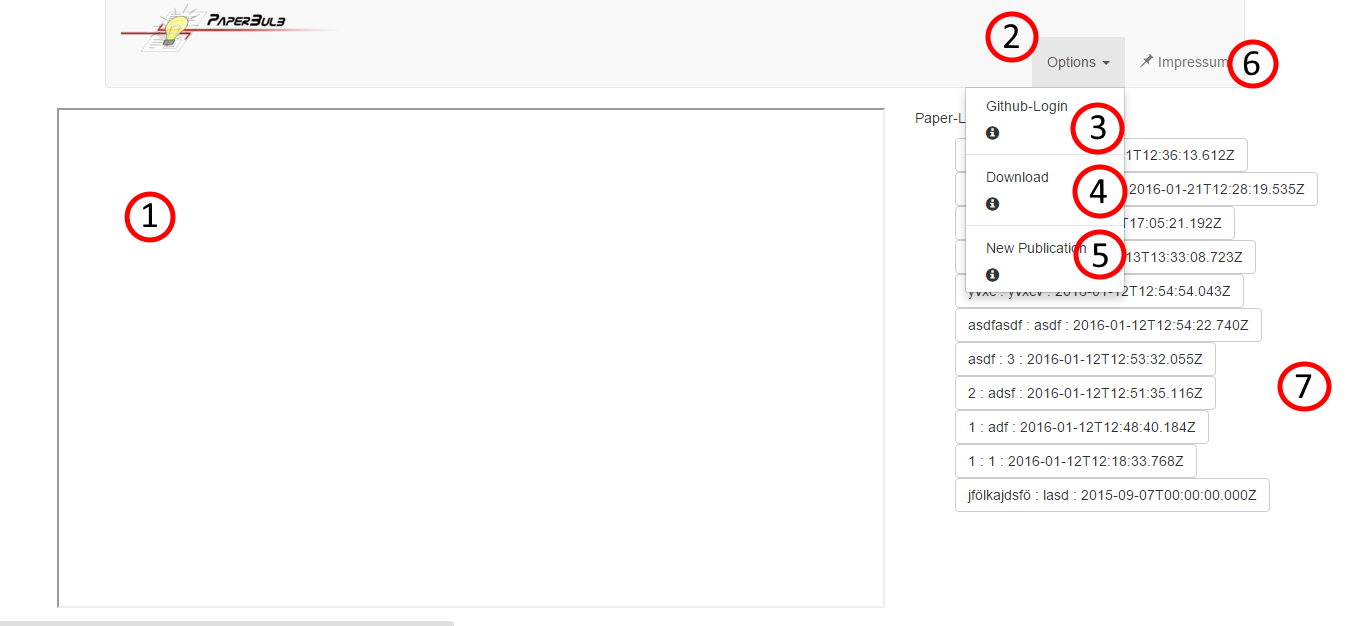 PAPERBULB
2
Options
Impressum
6
Github-Login
3
Paper-L
1T12:36:13.612Z
Download
4
2016-01-21T12:28:19.535Z
1
T17:05:21.192Z
New Publication
5
13T13:33:08.723Z
yvxc : yvxcv : 2016-01-12T12:54:54.043Z
asdfasdf : asdf : 2016-01-12T12:54:22.740Z
asdf : 3 : 2016-01-12T12:53:32.055Z
7
2 : adsf : 2016-01-12T12:51:35.116Z
1 : adf : 2016-01-12T12:48:40.184Z
1 : 1 : 2016-01-12T12:18:33.768Z
jfölkajdsfö : lasd : 2015-09-07T00:00:00.000Z